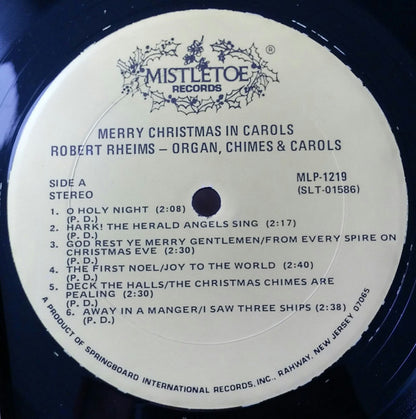 MISTLETOE ®
RECORDS
MERRY CHRISTMAS IN CAROLS
ROBERT RHEIMS – ORGAN, CHIMES & CAROLS
SIDE A
STEREO
MLP-1219
(SLT-01586)
1. O HOLY NIGHT (2:08)
(P. D.)
2. HARK! THE HERALD ANGELS SING (2:17)
(P. D.)
3. GOD REST YE MERRY GENTLEMEN/FROM EVERY SPIRE ON
CHRISTMAS EVE (2:30)
(P. D.)
4. THE FIRST NOEL/JOY TO THE WORLD (2:40)
(P. D.)
5. DECK THE HALLS/THE CHRISTMAS CHIMES ARE
PEALING (2:30)
(P. D.)
6. AWAY IN A MANGER/I SAW THREE SHIPS (2:38)
(P. D.)
A PRODUCT OF SPRINGBOARD INTERNATIONAL RECORDS, INC., RAHWAY, NEW JERSEY 07065